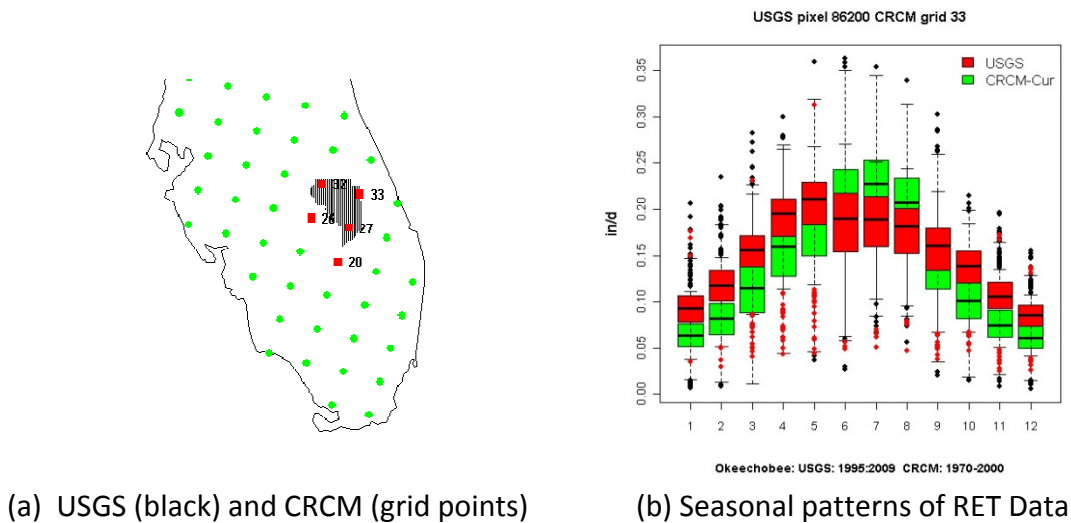 USGS pixel 86200 CRCM grid 33
32
33
26
27
20
in/d
0.35
0.30
0.25
0.20
0.15
0.10
0.05
0.00
USGS
CRCM-Cur
1 2 3 4 5 6 7 8 9 10 11 12
Okeechobee: USGS: 1995:2009 CRCM: 1970-2000
(a) USGS (black) and CRCM (grid points)
(b) Seasonal patterns of RET Data